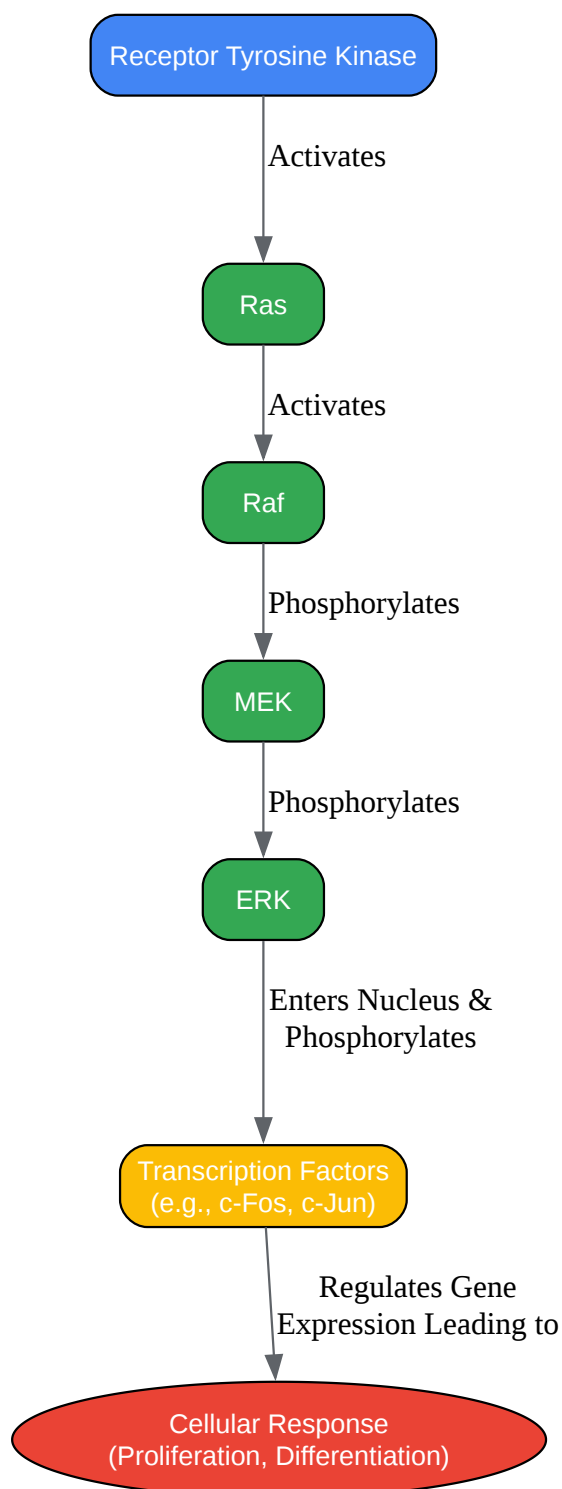 Receptor Tyrosine Kinase
Activates
Ras
Activates
Raf
Phosphorylates
MEK
Phosphorylates
ERK
Enters Nucleus &
Phosphorylates
Transcription Factors
(e.g., c-Fos, c-Jun)
Regulates Gene
Expression Leading to
Cellular Response
(Proliferation, Differentiation)